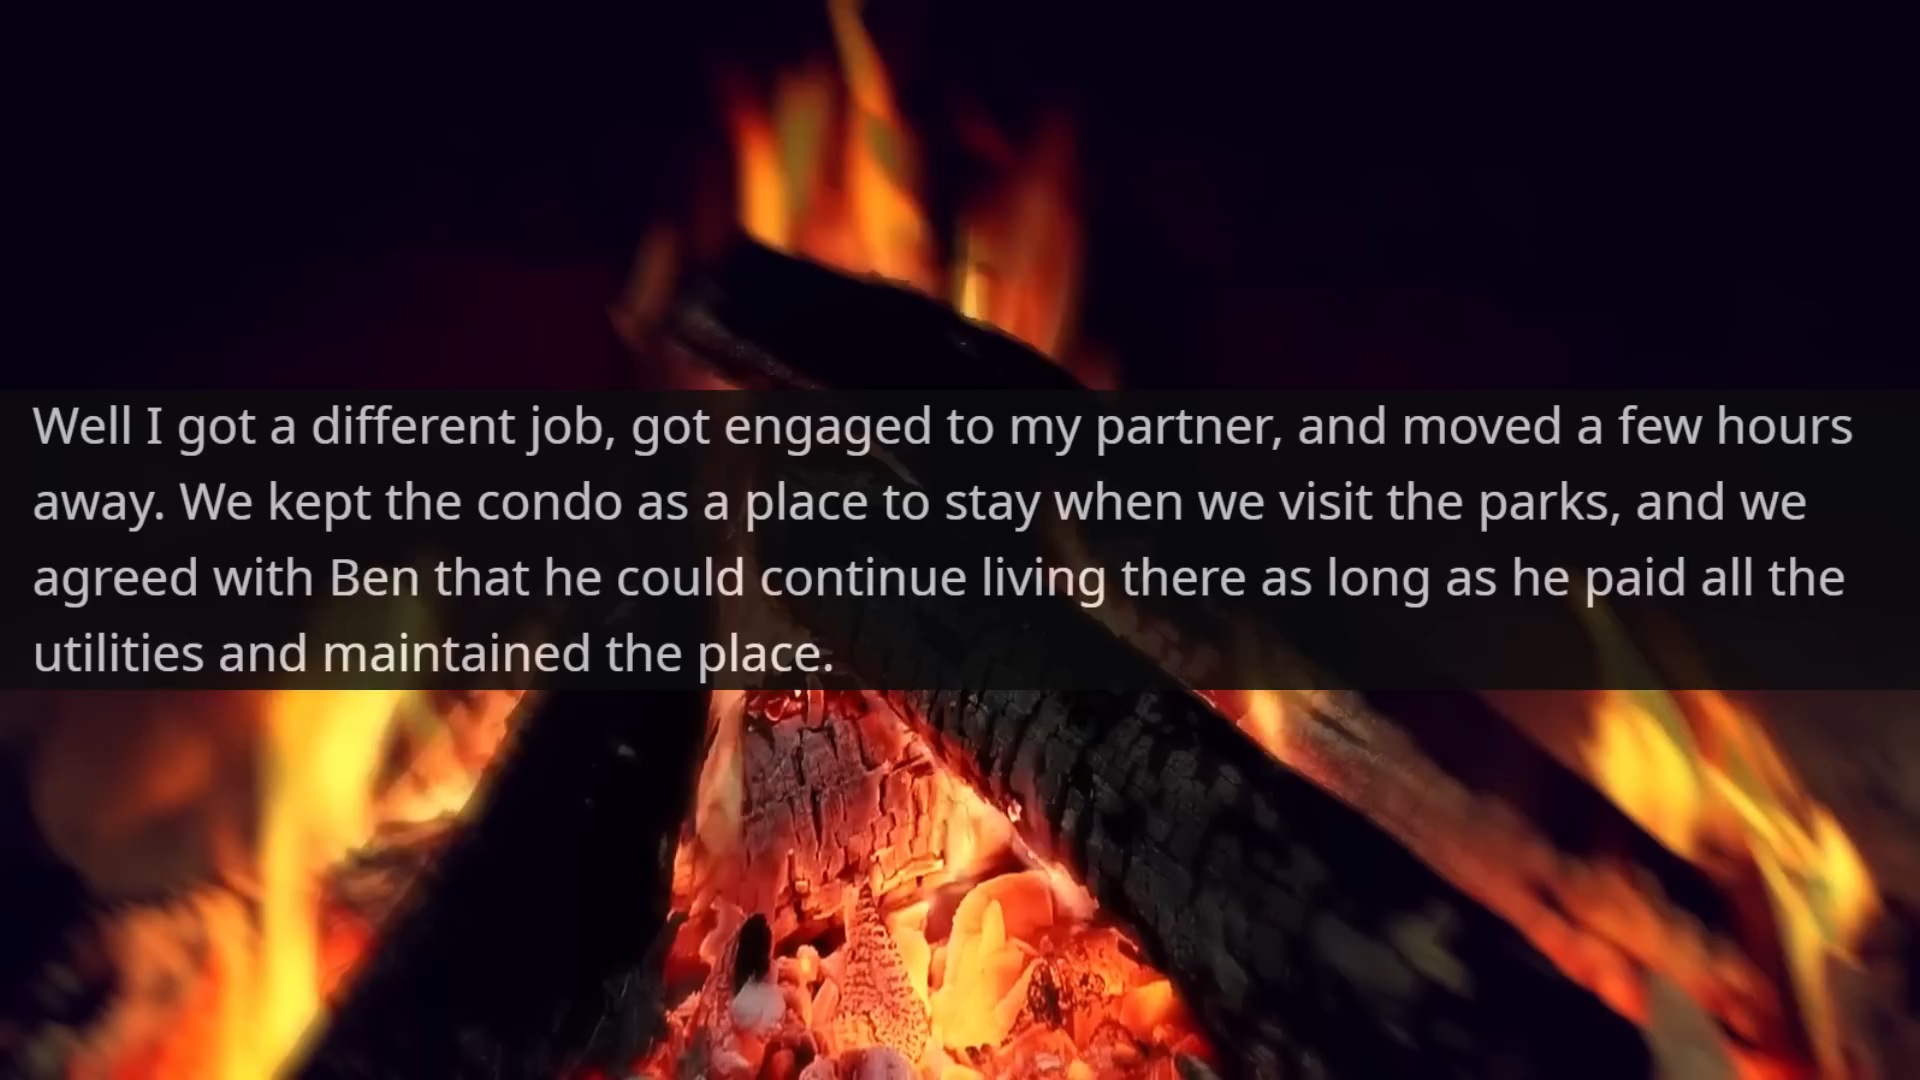 Well I got a different job, got engaged to my partner, and moved a few hours
away. We kept the condo as a place to stay when we visit the parks, and we
agreed with Ben that he could continue living there as long as he paid all the
utilities and maintained the place.